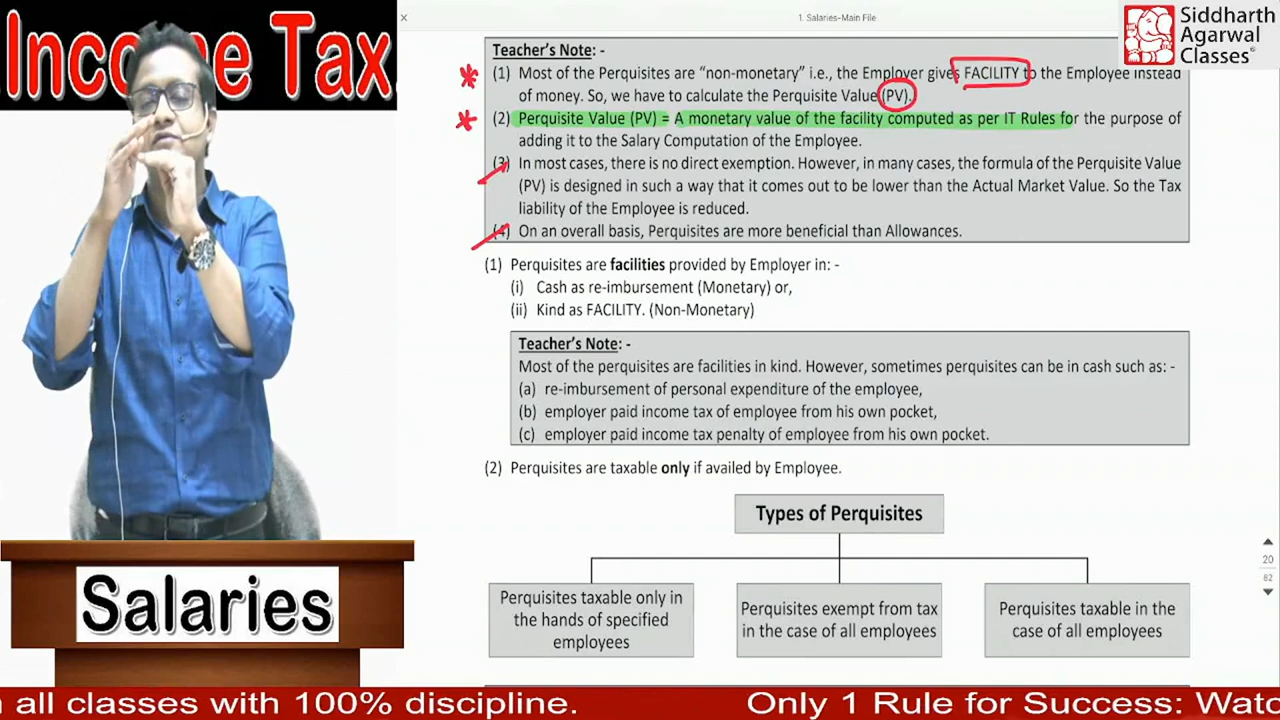 Income Tax
1. Salaries-Main File
Siddharth
Agarwal
Classes
Teacher's Note: -
(1) Most of the Perquisites are "non-monetary" i.e., the Employer gives FACILITY to the Employee instead
of money. So, we have to calculate the Perquisite Value (PV).
(2) Perquisite Value (PV) = A monetary value of the facility computed as per IT Rules for the purpose of
adding it to the Salary Computation of the Employee.
(3) In most cases, there is no direct exemption. However, in many cases, the formula of the Perquisite Value
(PV) is designed in such a way that it comes out to be lower than the Actual Market Value. So the Tax
liability of the Employee is reduced.
(4) On an overall basis, Perquisites are more beneficial than Allowances.
(1) Perquisites are facilities provided by Employer in: -
(i) Cash as re-imbursement (Monetary) or,
(ii) Kind as FACILITY. (Non-Monetary)
Teacher's Note: -
Most of the perquisites are facilities in kind. However, sometimes perquisites can be in cash such as: -
(a) re-imbursement of personal expenditure of the employee,
(b) employer paid income tax of employee from his own pocket,
(c) employer paid income tax penalty of employee from his own pocket.
(2) Perquisites are taxable only if availed by Employee.
Types of Perquisites
Perquisites taxable only in
the hands of specified
employees
Perquisites exempt from tax
in the case of all employees
Perquisites taxable in the
case of all employees
20
62
Salaries
all classes with 100% discipline.
Only 1 Rule for Success: